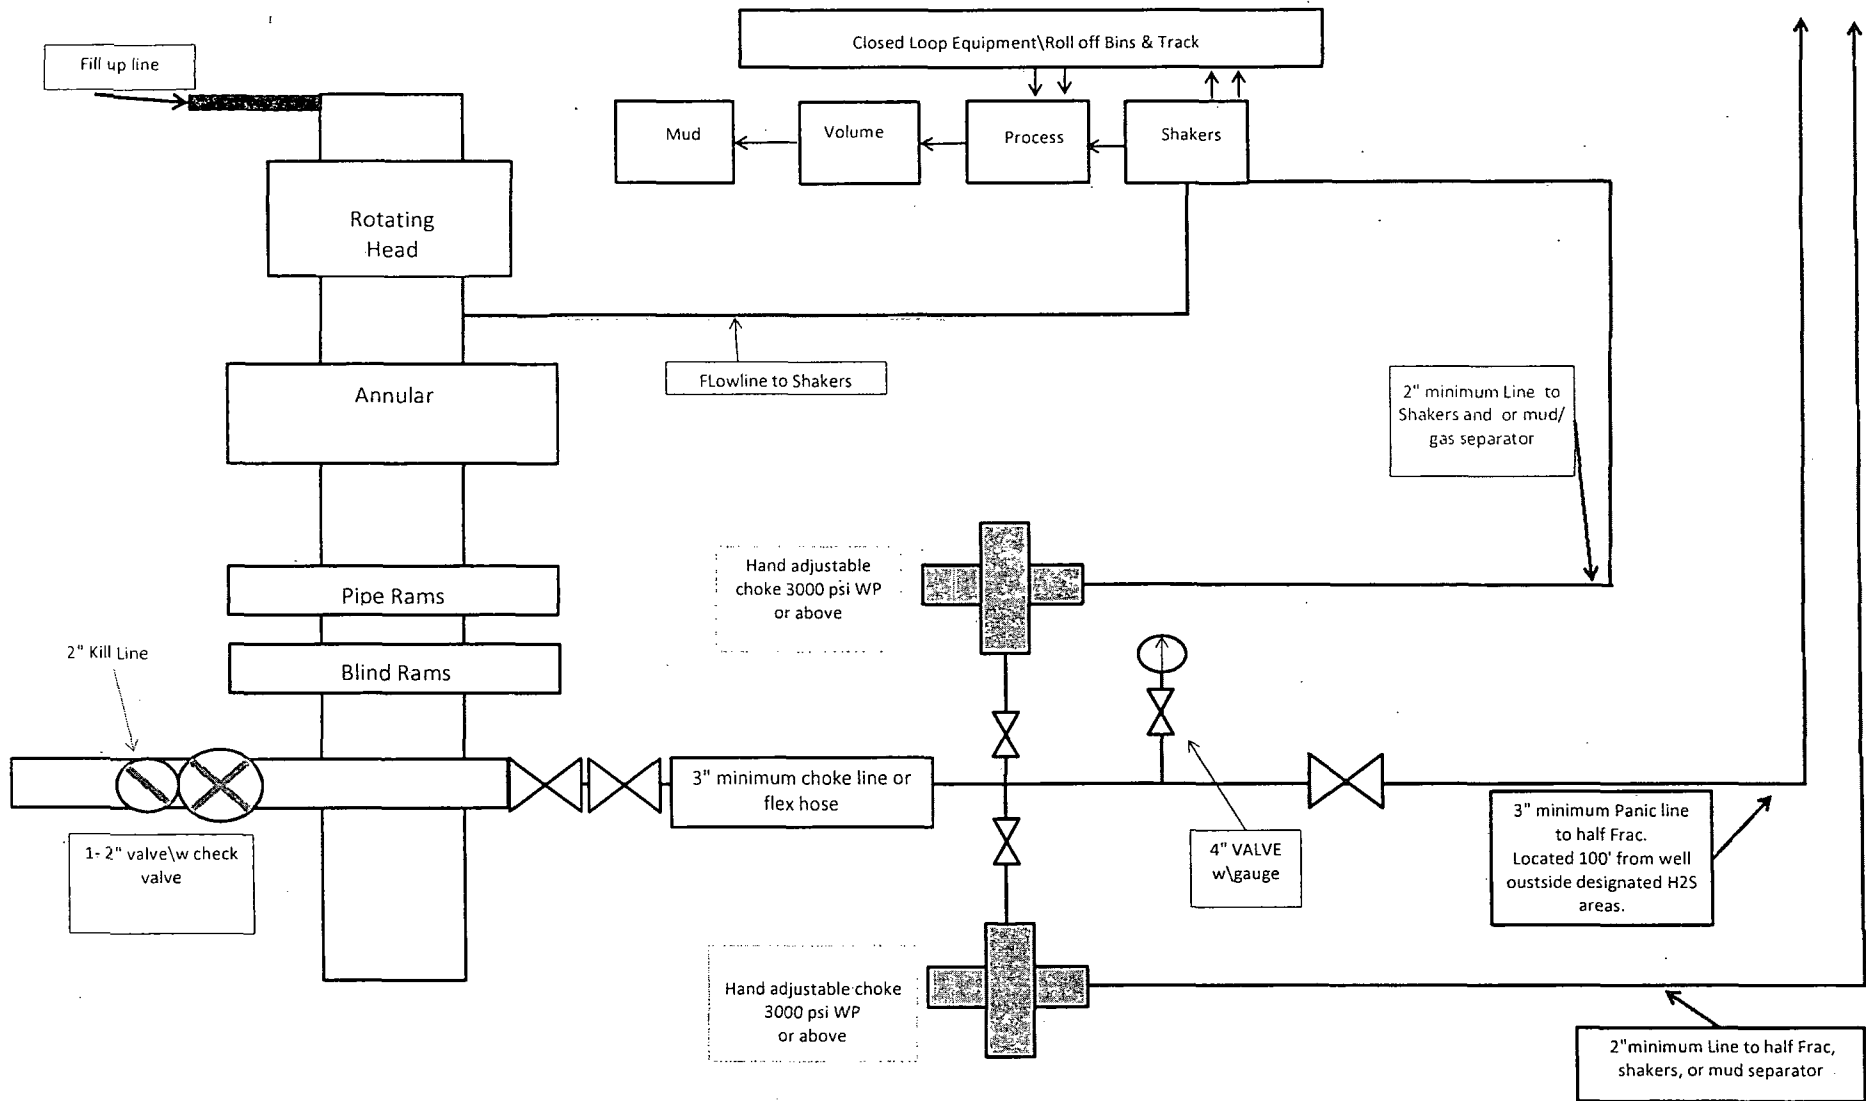 Closed Loop Equipment\Roll off Bins & Track
Fill up line
Mud
Volume
Process
Shakers
Rotating
Head
FLowline to Shakers
Annular
2" minimum Line to
Shakers and or mud/
gas separator
Hand adjustable
choke 3000 psi WP
or above
Pipe Rams
2" Kill Line
Blind Rams
3" minimum choke line or
flex hose
1- 2" valve\w check
valve
4" VALVE
w\gauge
3" minimum Panic line
to half Frac.
Located 100' from well
oustside designated H2S
areas.
Hand adjustable choke
3000 psi WP
or above
2"minimum Line to half Frac,
shakers, or mud separator